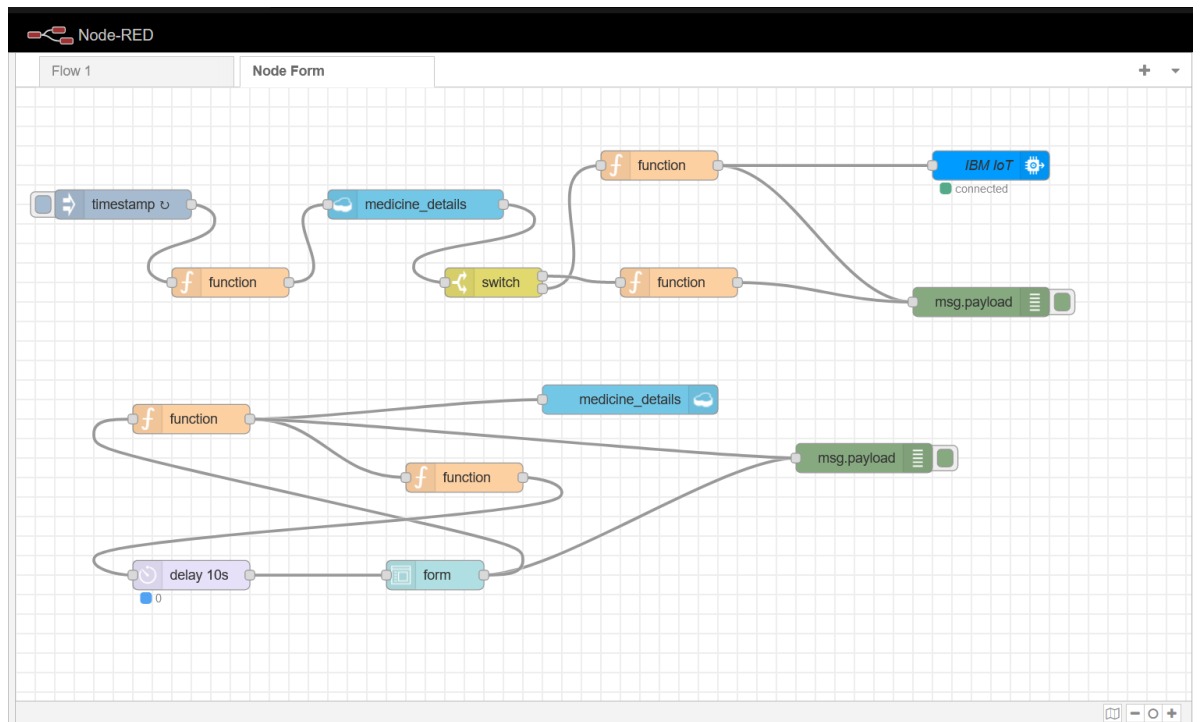 Node-RED
Flow 1
Node Form
function
IBM IoT
connected
timestamp ↻
medicine_details
function
switch
function
msg.payload
medicine_details
function
msg.payload
function
delay 10s
form
0